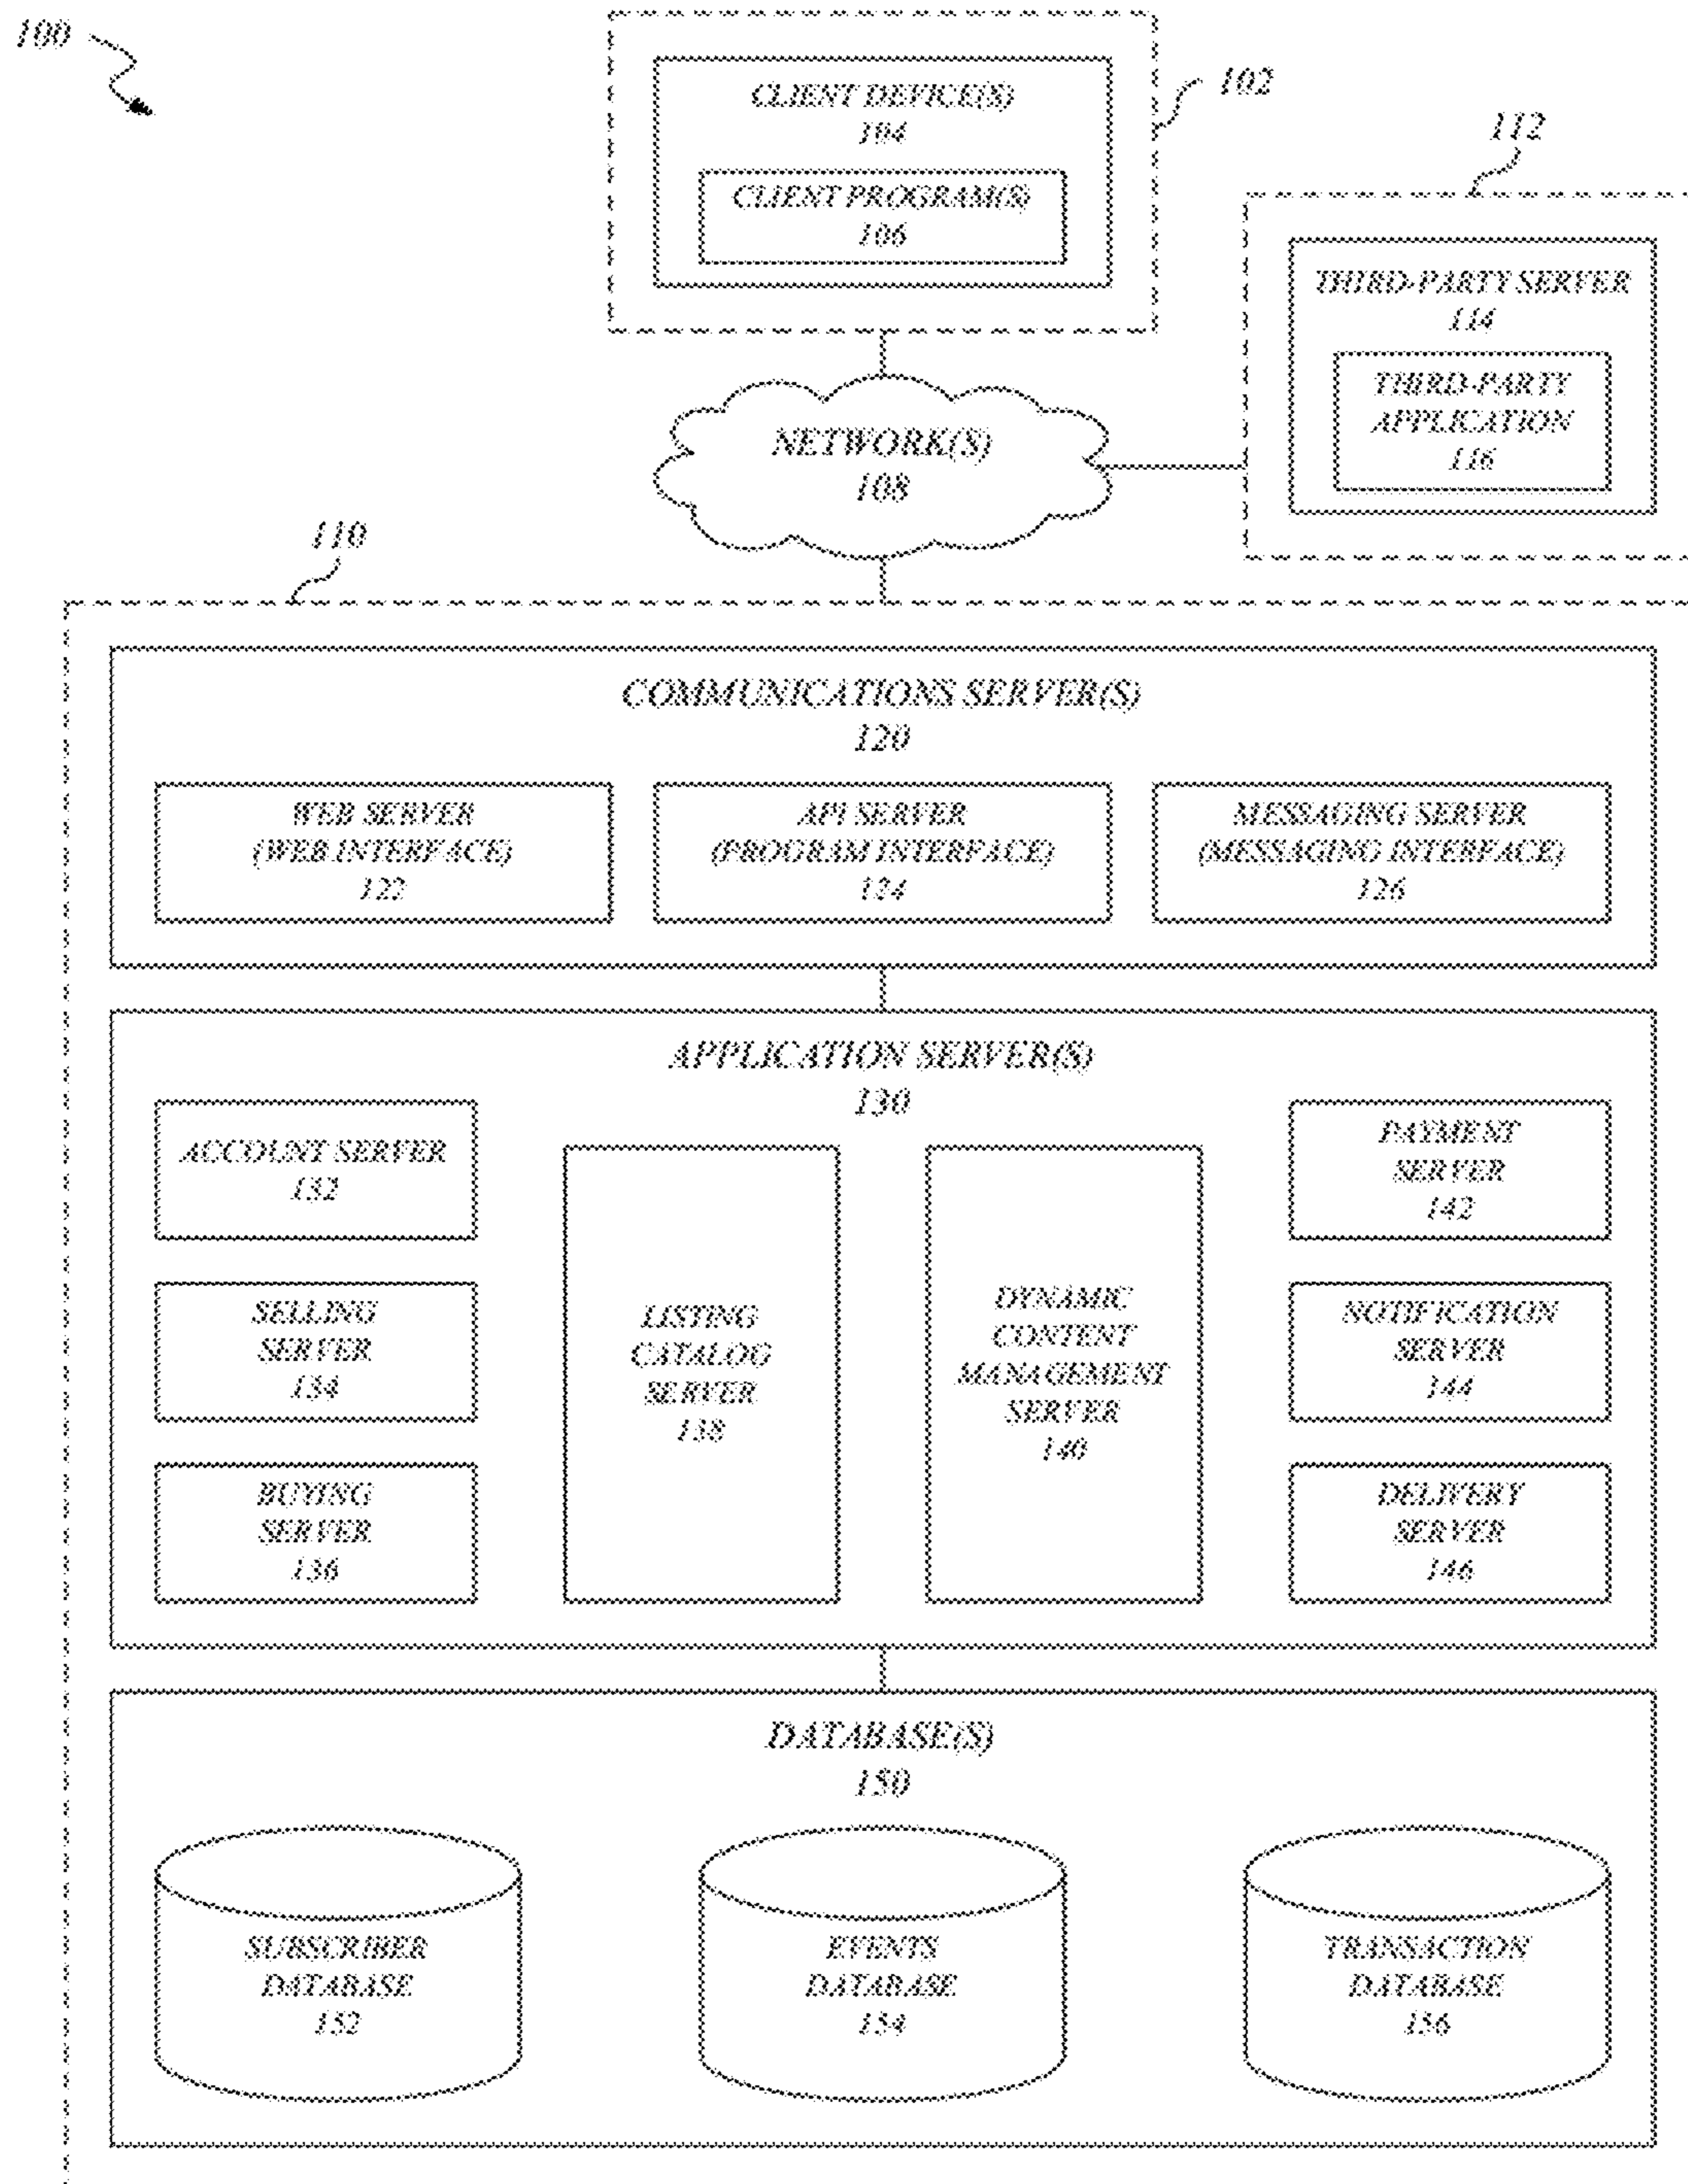 100
102
CLIENT DEVICE(S)
104
CLIENT PROGRAM(S)
106
112
THIRD-PARTY SERVER
114
THIRD-PARTY
APPLICATION
116
NETWORK(S)
108
110
COMMUNICATIONS SERVER(S)
120
WEB SERVER
(WEB INTERFACE)
122
API SERVER
(PROGRAM INTERFACE)
124
MESSAGING SERVER
(MESSAGING INTERFACE)
126
APPLICATION SERVER(S)
130
ACCOUNT SERVER
132
SELLING
SERVER
134
BUYING
SERVER
136
LISTING
CATALOG
SERVER
138
DYNAMIC
CONTENT
MANAGEMENT
SERVER
140
PAYMENT
SERVER
142
NOTIFICATION
SERVER
144
DELIVERY
SERVER
146
DATABASE(S)
150
SUBSCRIBER
DATABASE
152
EVENTS
DATABASE
154
TRANSACTION
DATABASE
156